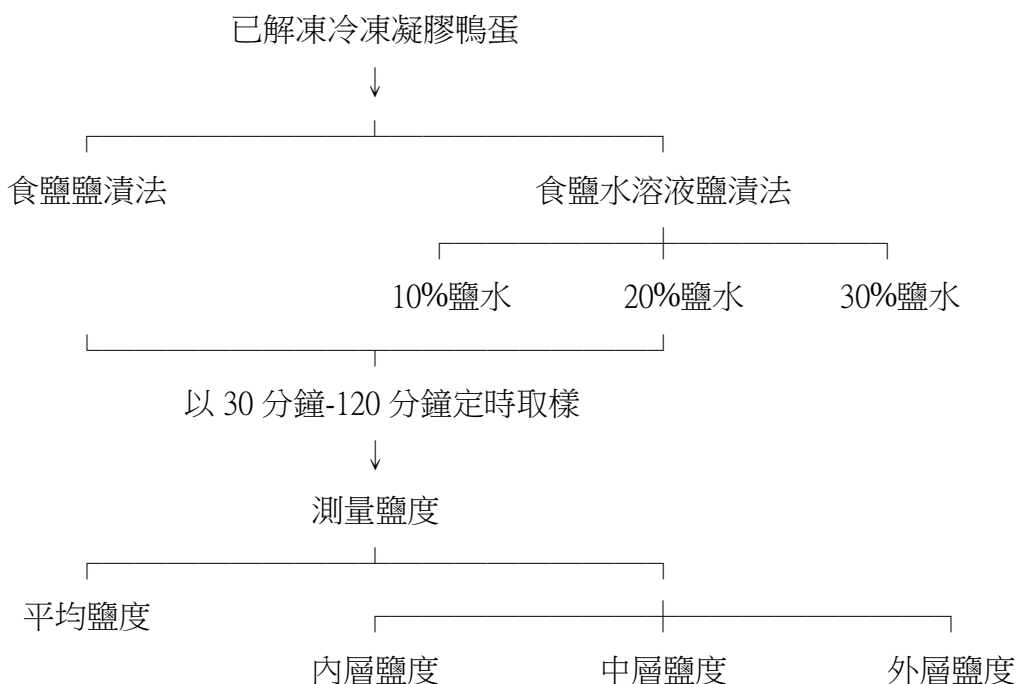 已解凍冷凍凝膠鴨蛋
↓
食鹽鹽漬法 食鹽水溶液鹽漬法
10%鹽水 20%鹽水 30%鹽水
以 30 分鐘-120 分鐘定時取樣
↓
測量鹽度
平均鹽度
內層鹽度 中層鹽度 外層鹽度